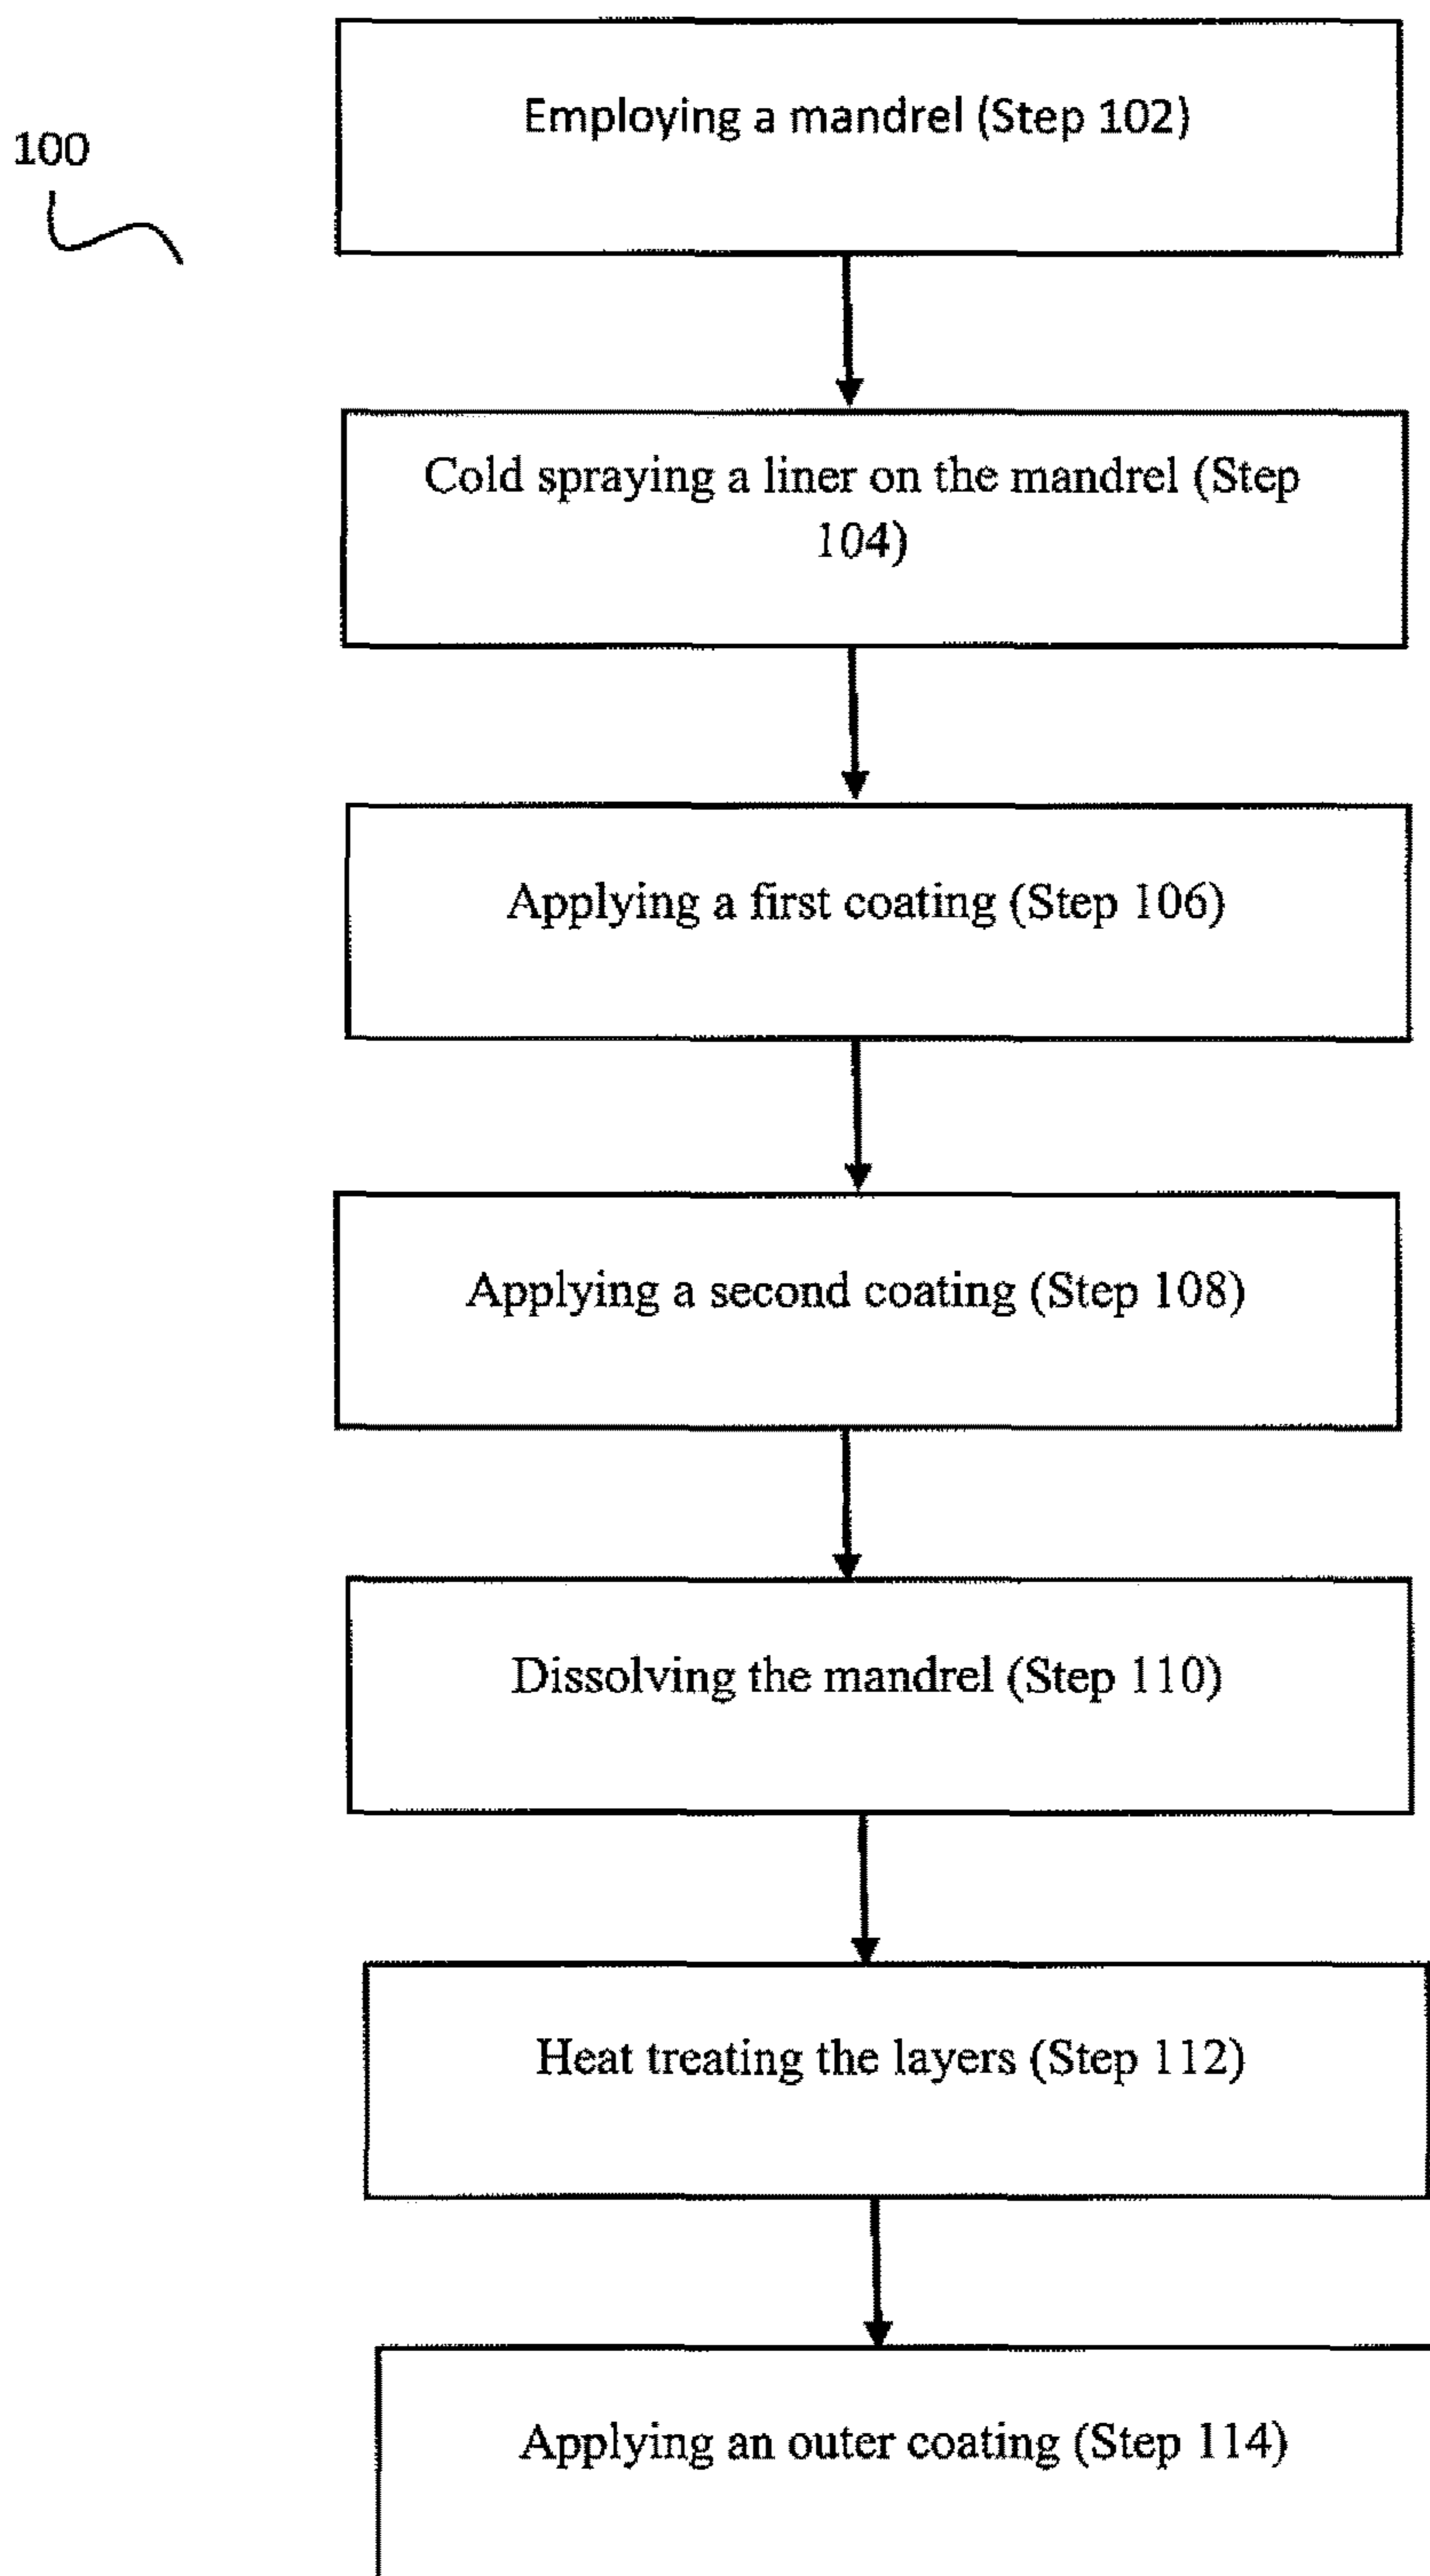 Employing a mandrel (Step 102)
100
Cold spraying a liner on the mandrel (Step
104)
Applying a first coating (Step 106)
Applying a second coating (Step 108)
Dissolving the mandrel (Step 110)
Heat treating the layers (Step 112)
Applying an outer coating (Step 114)